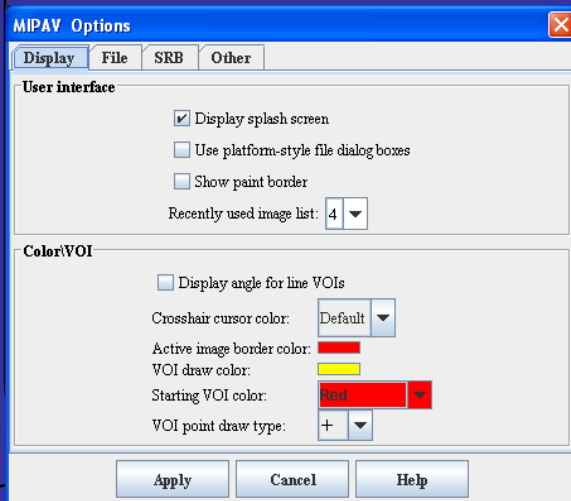 MIPAV Options
Display File SRB Other
User interface
Display splash screen
Use platform-style file dialog boxes
Show paint border
Recently used image list: 4
Color\VOI
Display angle for line VOIs
Crosshair cursor color: Default
Active image border color:
VOI draw color:
Starting VOI color: Red
VOI point draw type: +
Apply Cancel Help